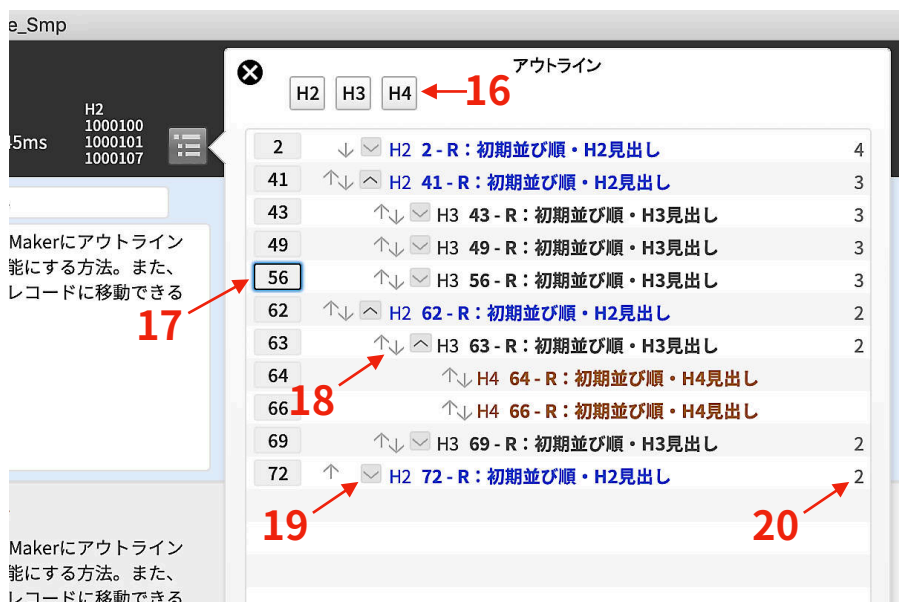 e_Smp
アウトライン
H2 H3 H4 16
H2
1000100
1000101
1000107
5ms
2 H2 2 - R：初期並び順・H2見出し 4
41 H2 41 - R：初期並び順・H2見出し 3
43 H3 43 - R：初期並び順・H3見出し 3
49 H3 49 - R：初期並び順・H3見出し 3
56 H3 56 - R：初期並び順・H3見出し 3
62 H2 62 - R：初期並び順・H2見出し 2
63 H3 63 - R：初期並び順・H3見出し 2
64 H4 64 - R：初期並び順・H4見出し
66 H4 66 - R：初期並び順・H4見出し
69 H3 69 - R：初期並び順・H3見出し 2
72 H2 72 - R：初期並び順・H2見出し 2
Makerにアウトライン
能にする方法。また、
レコードに移動できる
17
18
19
20
Makerにアウトライン
能にする方法。また、
レコードに移動できる